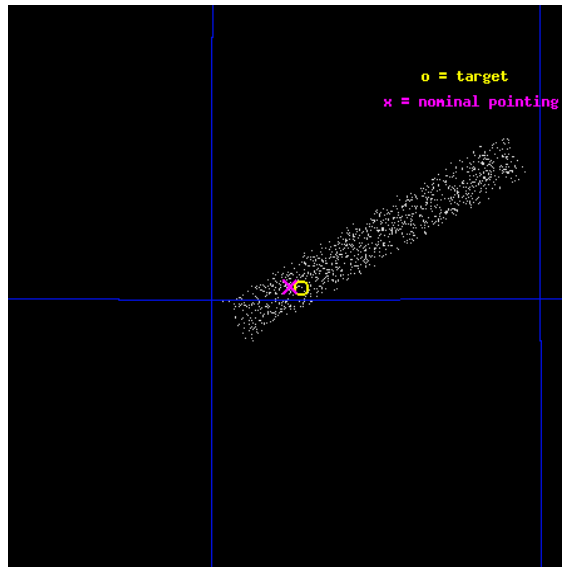 o = target
x = nominal pointing